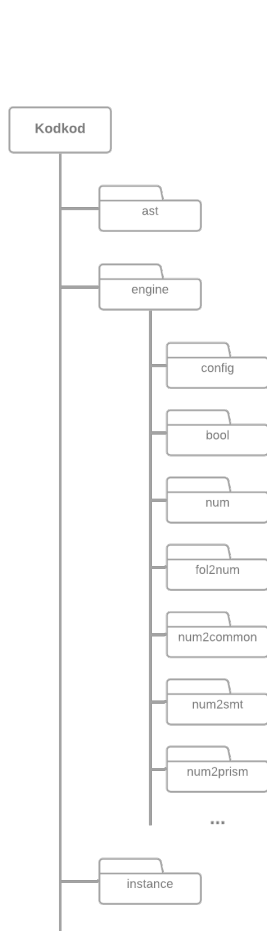 Kodkod
ast
engine
config
bool
num
fol2num
num2common
num2smt
num2prism
...
instance